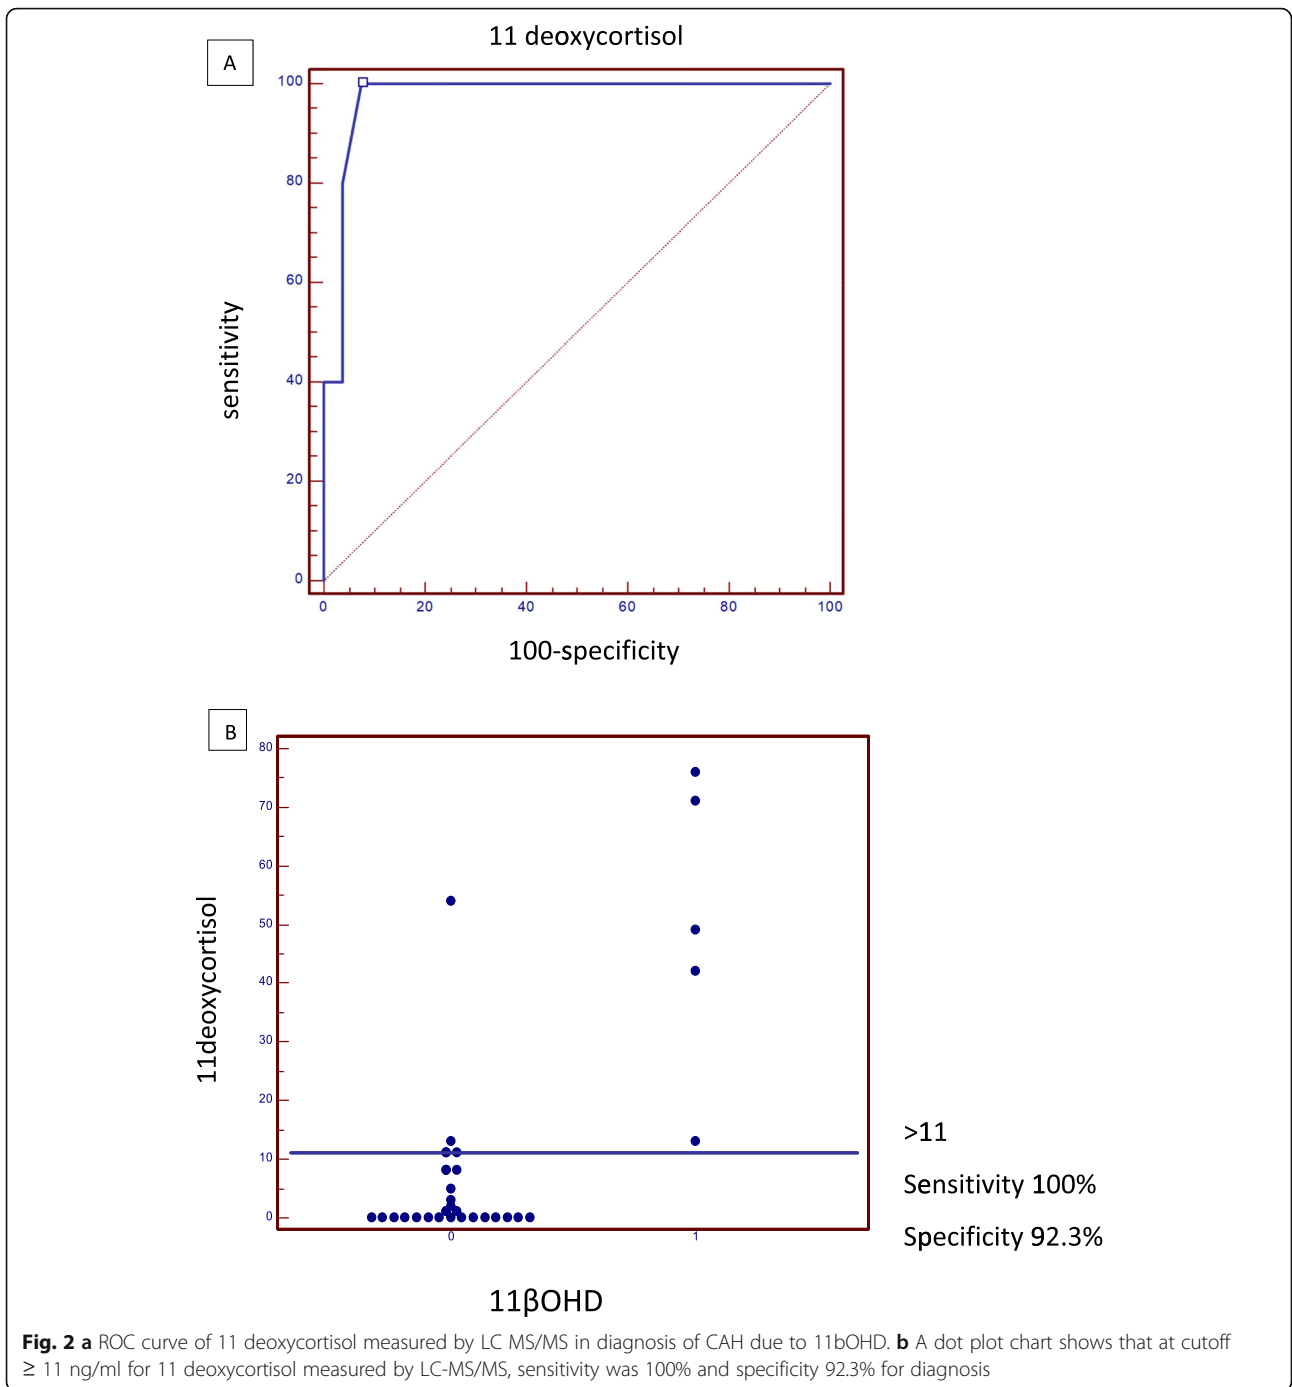 A
11 deoxycortisol
100
80
60
40
20
0
sensitivity
0 20 40 60 80 100
100-specificity
B
80
70
60
50
40
30
20
10
0
11deoxycortisol
0 1
11βOHD
>11
Sensitivity 100%
Specificity 92.3%
Fig. 2 a ROC curve of 11 deoxycortisol measured by LC MS/MS in diagnosis of CAH due to 11bOHD. b A dot plot chart shows that at cutoff
≥ 11 ng/ml for 11 deoxycortisol measured by LC-MS/MS, sensitivity was 100% and specificity 92.3% for diagnosis